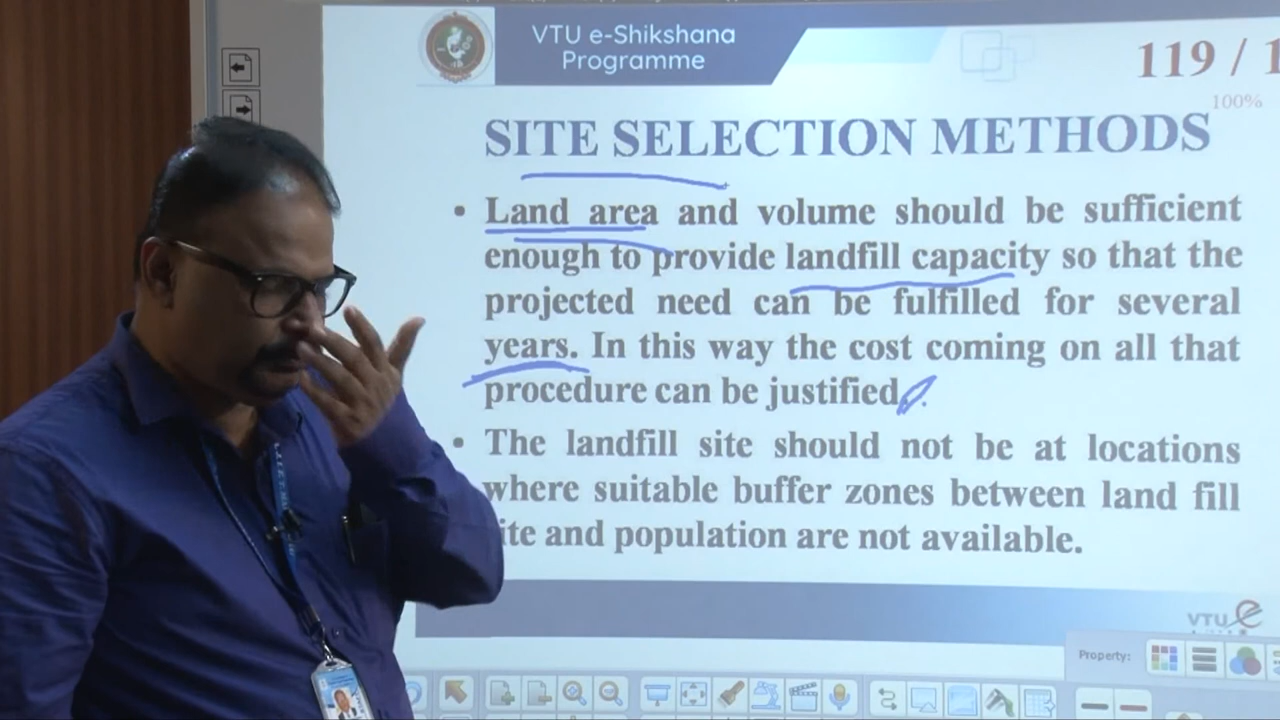 VTU e-Shikshana
Programme
119 / 1
100%
SITE SELECTION METHODS
• Land area and volume should be sufficient
enough to provide landfill capacity so that the
projected need can be fulfilled for several
years. In this way the cost coming on all that
procedure can be justified.
• The landfill site should not be at locations
where suitable buffer zones between land fill
ite and population are not available.
VTU e
Property: